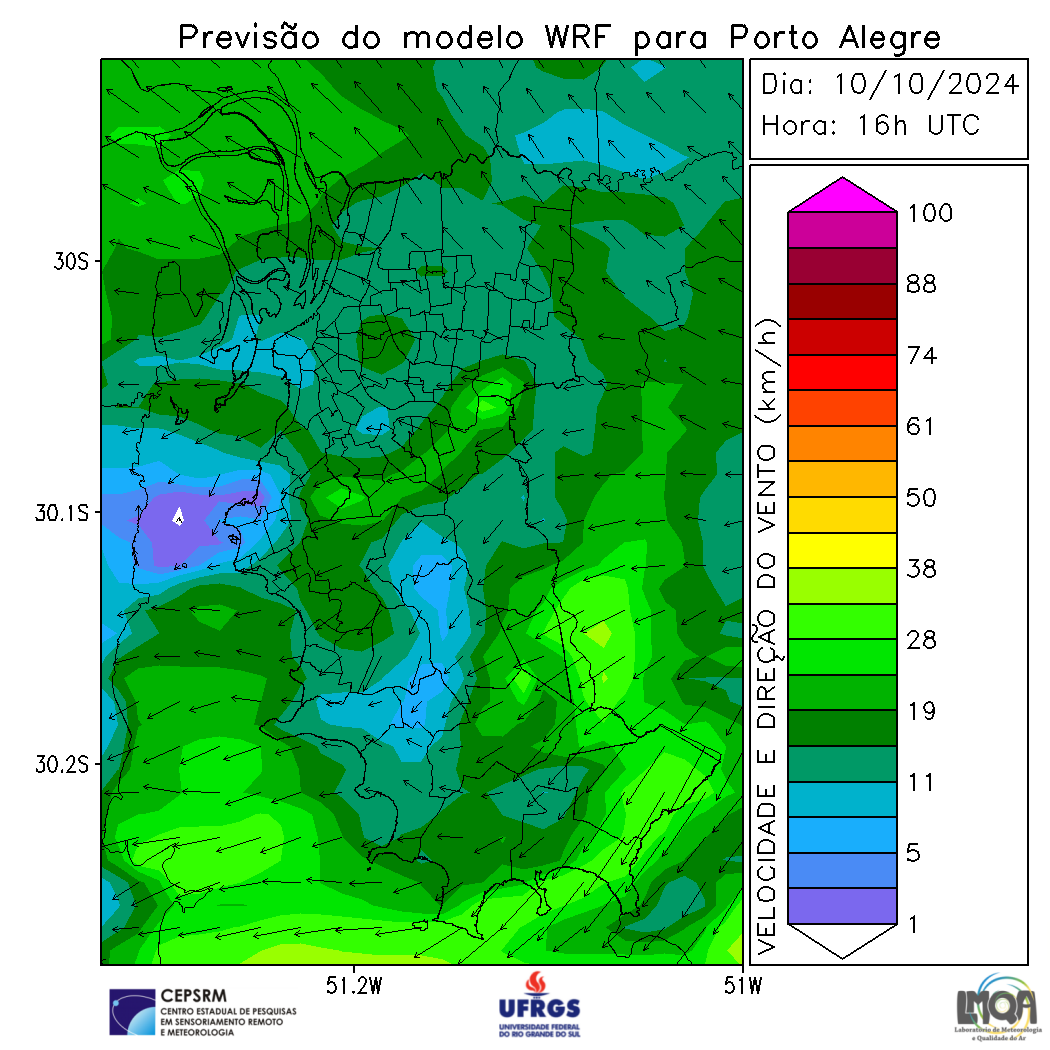 Previsão do modelo WRF para Porto Alegre
Dia: 10/10/2024
Hora: 16h UTC
30S
30.1S
30.2S
51.2W
51W
VELOCIDADE E DIREÇÃO DO VENTO (km/h)
100
88
74
61
50
38
28
19
11
5
1
CEPSRM
CENTRO ESTADUAL DE PESQUISAS
EM SENSORIAMENTO REMOTO
E METEOROLOGIA
UFRGS
UNIVERSIDADE FEDERAL
DO RIO GRANDE DO SUL
LMQA
Laboratório de Meteorologia
e Qualidade do Ar